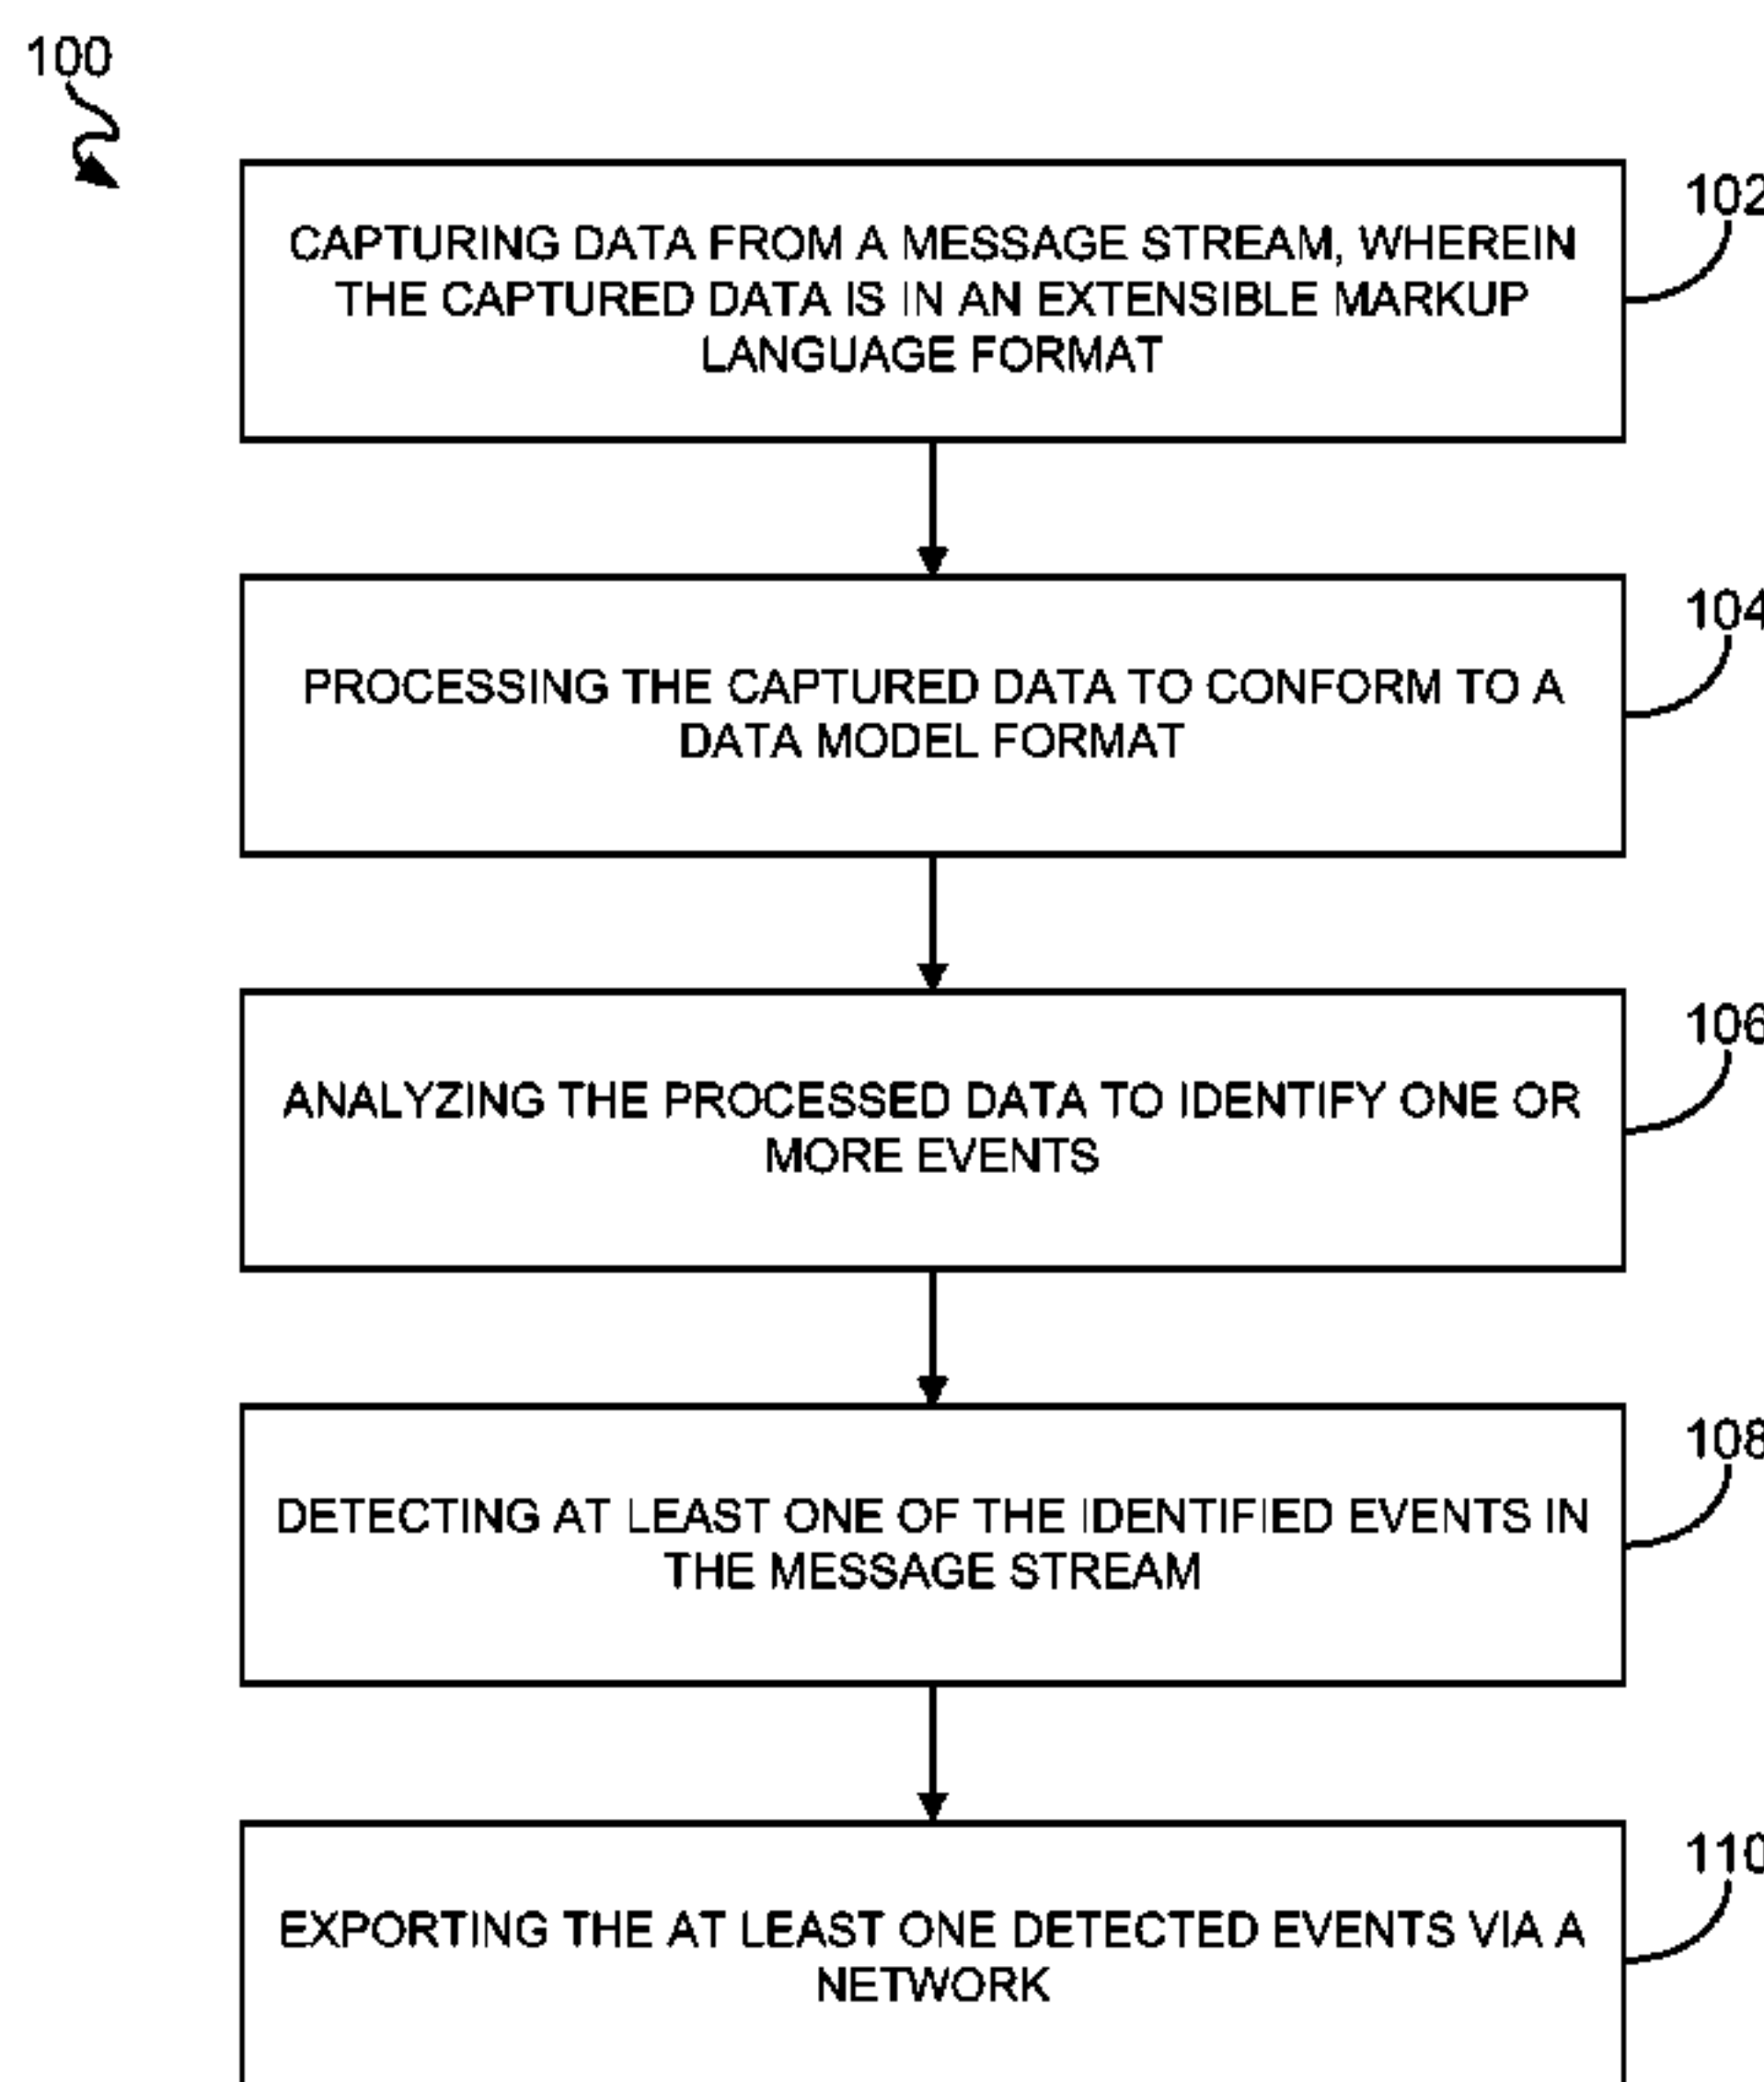 100
102
CAPTURING DATA FROM A MESSAGE STREAM, WHEREIN
THE CAPTURED DATA IS IN AN EXTENSIBLE MARKUP
LANGUAGE FORMAT
104
PROCESSING THE CAPTURED DATA TO CONFORM TO A
DATA MODEL FORMAT
106
ANALYZING THE PROCESSED DATA TO IDENTIFY ONE OR
MORE EVENTS
108
DETECTING AT LEAST ONE OF THE IDENTIFIED EVENTS IN
THE MESSAGE STREAM
110
EXPORTING THE AT LEAST ONE DETECTED EVENTS VIA A
NETWORK